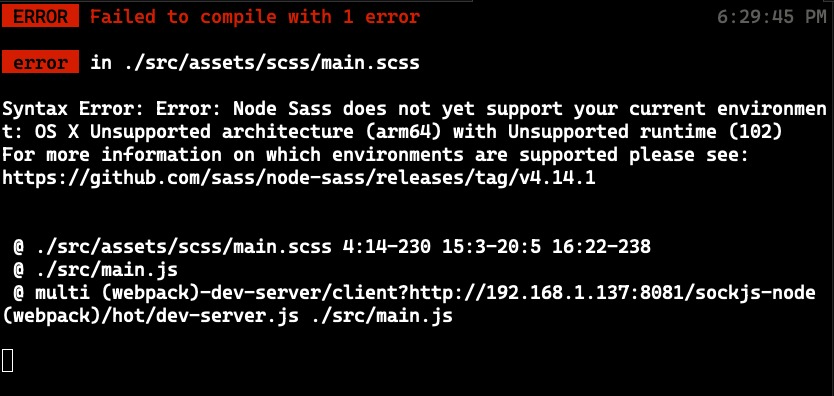 ERROR Failed to compile with 1 error 6:29:45 PM
error in ./src/assets/scss/main.scss
Syntax Error: Error: Node Sass does not yet support your current environmen
t: OS X Unsupported architecture (arm64) with Unsupported runtime (102)
For more information on which environments are supported please see:
https://github.com/sass/node-sass/releases/tag/v4.14.1
@ ./src/assets/scss/main.scss 4:14-230 15:3-20:5 16:22-238
@ ./src/main.js
@ multi (webpack)-dev-server/client?http://192.168.1.137:8081/sockjs-node
(webpack)/hot/dev-server.js ./src/main.js